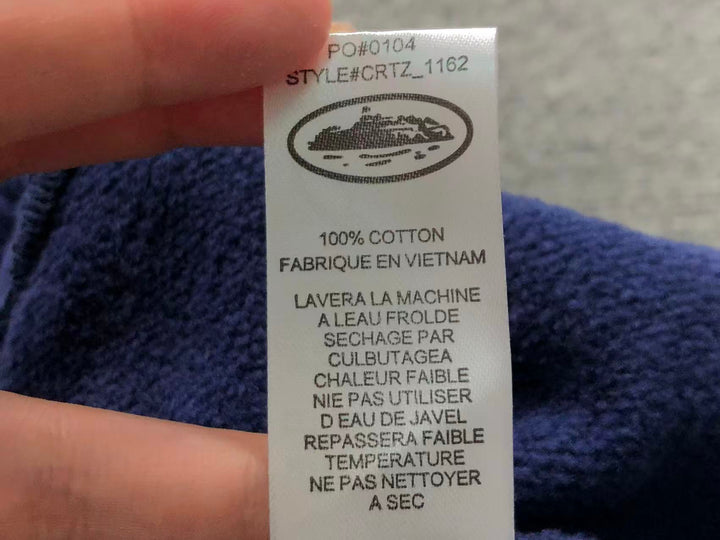 PO#0104
STYLE#CRTZ_1162
100% COTTON
FABRIQUE EN VIETNAM
LAVERA LA MACHINE
A LEAU FROLDE
SECHAGE PAR
CULBUTAGEA
CHALEUR FAIBLE
NIE PAS UTILISER
D EAU DE JAVEL
REPASSERA FAIBLE
TEMPERATURE
NE PAS NETTOYER
A SEC